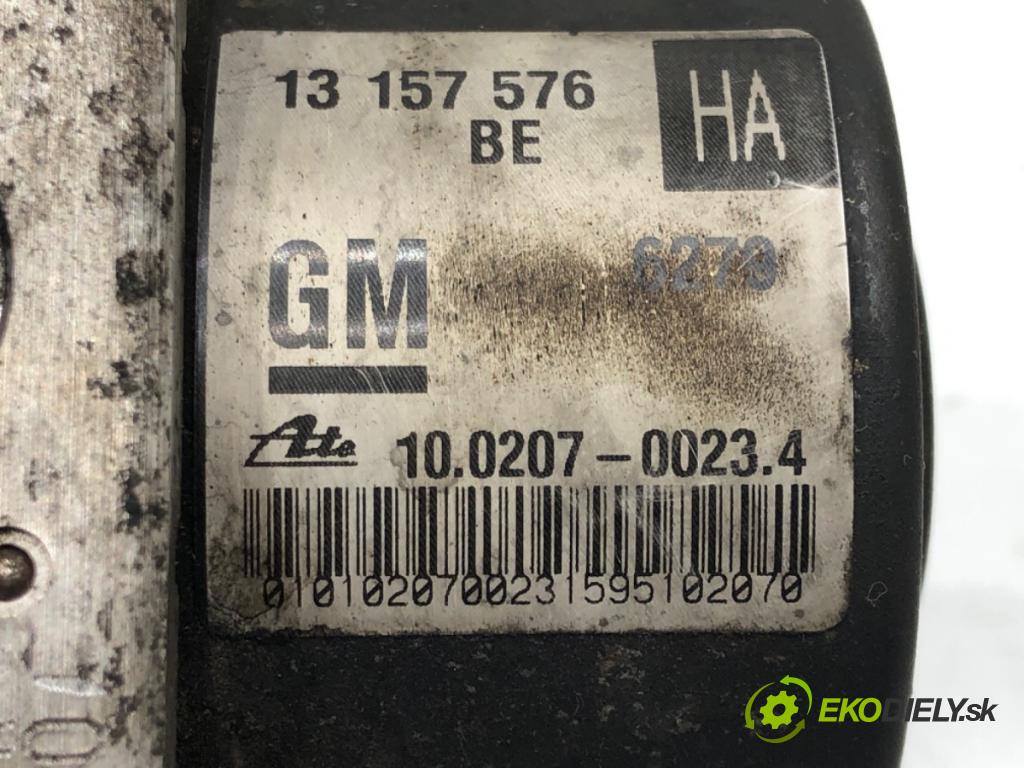 13 157 576 HA
BE
GM 6279
Ate 10.0207-0023.4
0101020700231595102070
EKODIELY.sk